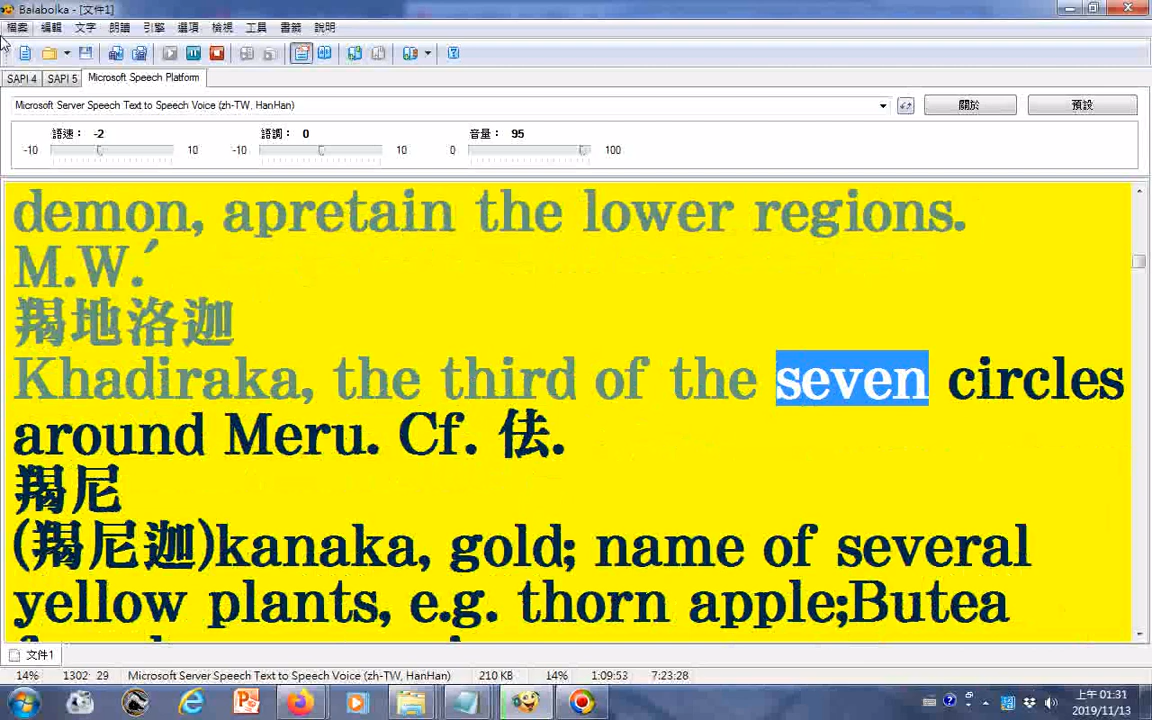 Balabolka - [文件1]
檔案 編輯 文字 朗讀 引擎 選項 檢視 工具 書籤 說明
SAPI 4 SAPI 5 Microsoft Speech Platform
Microsoft Server Speech Text to Speech Voice (zh-TW, HanHan) 關於 預設
語速： -2 語調： 0 音量： 95
-10 10 -10 10 0 100
demon, apretain the lower regions.
M.W.′
羯地洛迦
Khadiraka, the third of the seven circles
around Meru. Cf. 佉.
羯尼
(羯尼迦)kanaka, gold; name of several
yellow plants, e.g. thorn apple;Butea
文件1
14% 1302: 29 Microsoft Server Speech Text to Speech Voice (zh-TW, HanHan) 210 KB 14% 1:09:53 7:23:28
上午 01:31
2019/11/13